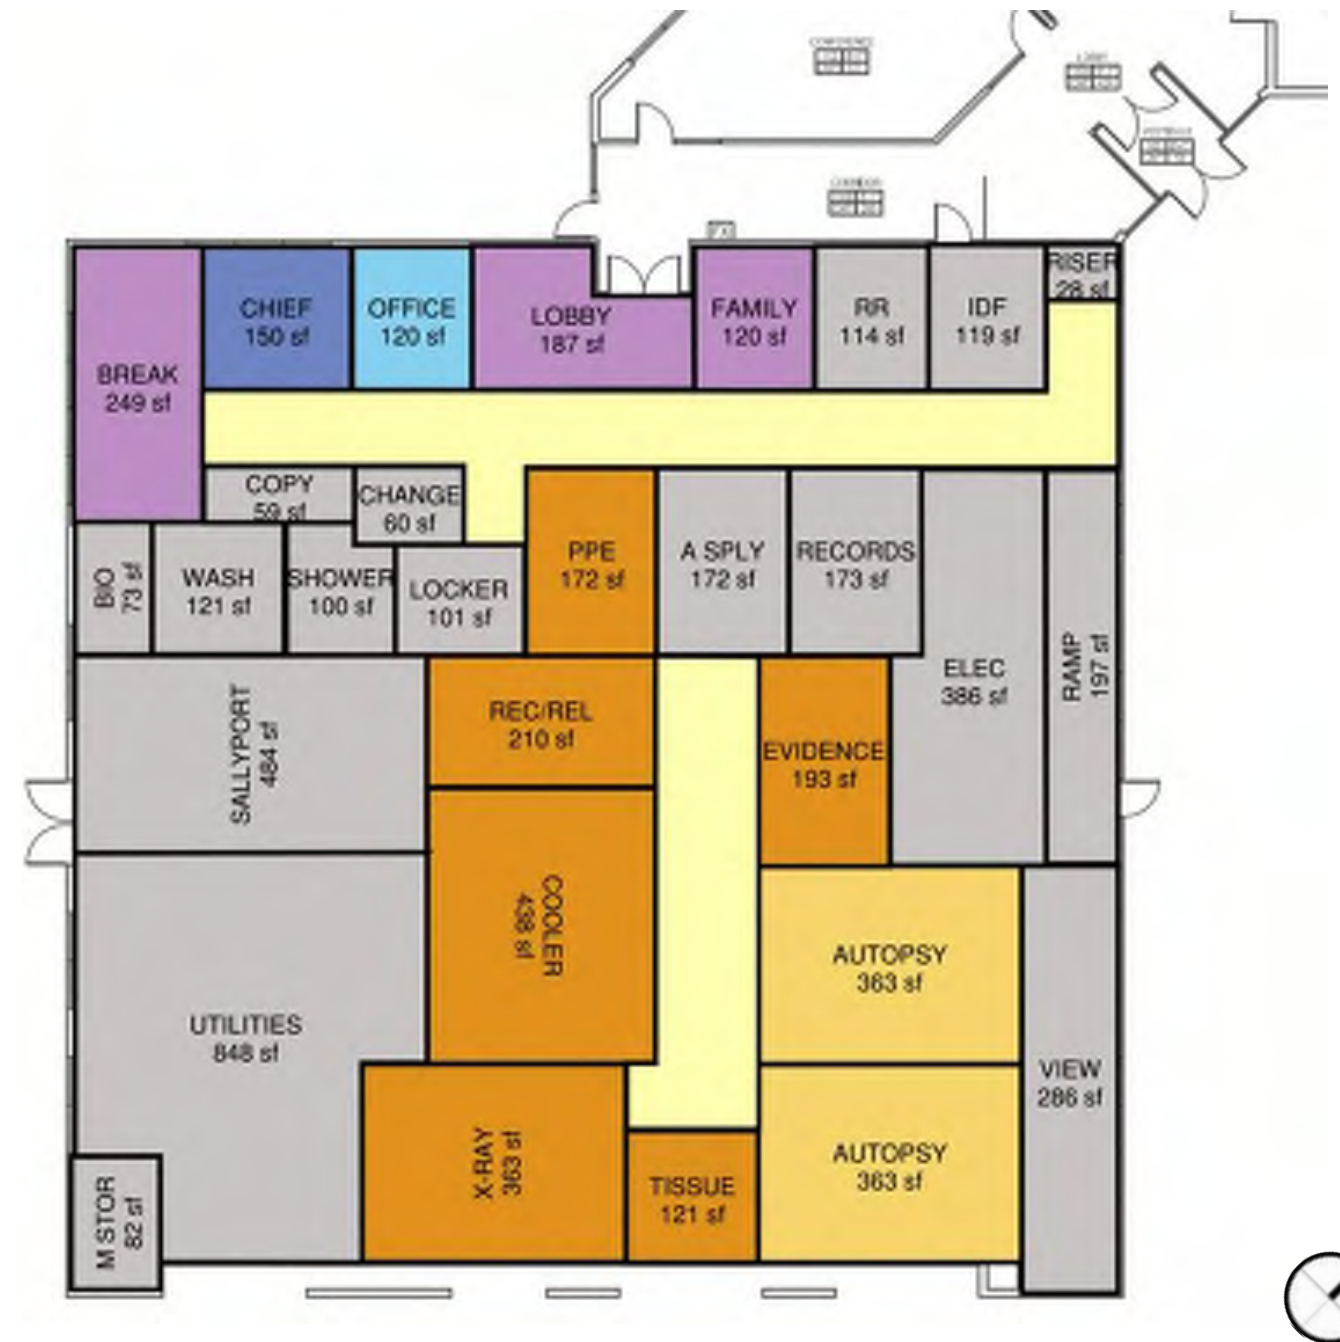 RISER
28 sf
CHIEF
150 sf
OFFICE
120 sf
LOBBY
187 sf
FAMILY
120 sf
RR
114 sf
IDF
119 sf
BREAK
249 sf
COPY
59 sf
CHANGE
60 sf
BIO
73 sf
WASH
121 sf
SHOWER
100 sf
LOCKER
101 sf
PPE
172 sf
A SPLY
172 sf
RECORDS
173 sf
ELEC
386 sf
RAMP
197 sf
SALLYPORT
484 sf
REC/REL
210 sf
EVIDENCE
193 sf
COOLER
438 sf
AUTOPSY
363 sf
UTILITIES
848 sf
VIEW
286 sf
X-RAY
363 sf
AUTOPSY
363 sf
TISSUE
121 sf
M STOR
82 sf